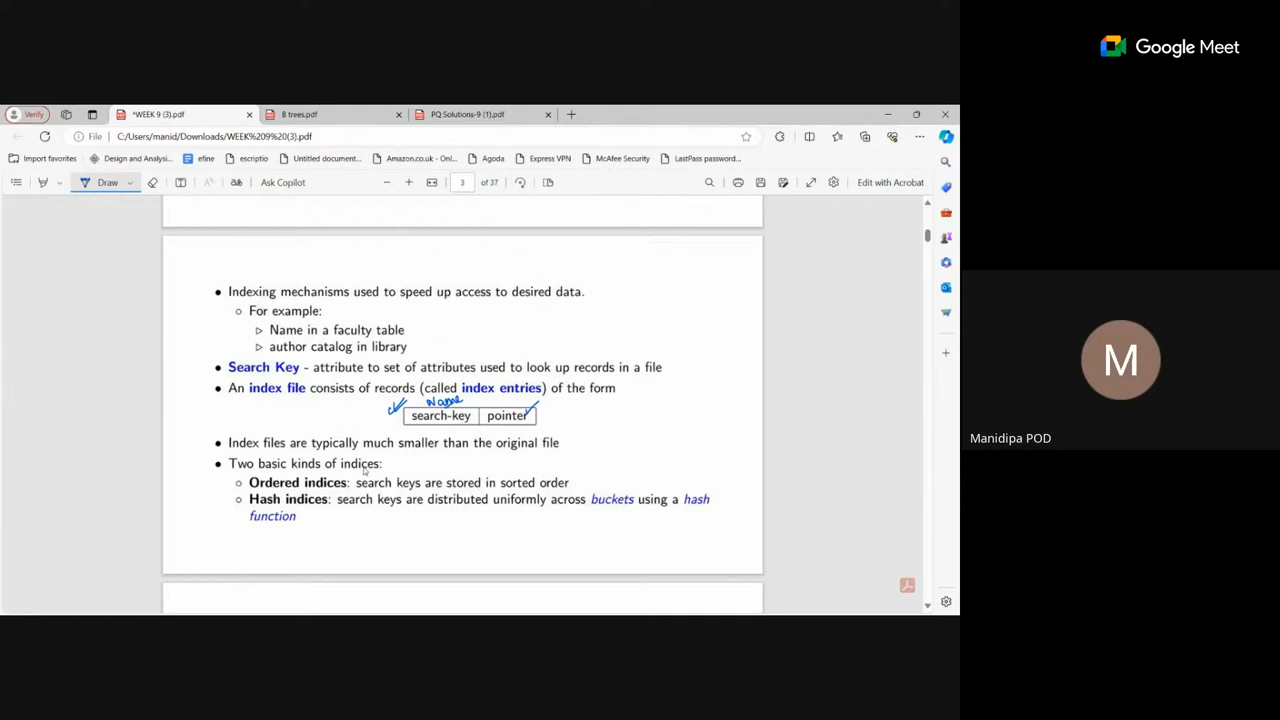 Google Meet
Verify
*WEEK 9 (3).pdf
B trees.pdf
PQ Solutions-9 (1).pdf
File
C:/Users/manid/Downloads/WEEK%209%20(3).pdf
Import favorites
Design and Analysi...
efine
escriptio
Untitled document...
Amazon.co.uk - Onl...
Agoda
Express VPN
McAfee Security
LastPass password...
Draw
Ask Copilot
3 of 37
Edit with Acrobat
Indexing mechanisms used to speed up access to desired data.
For example:
Name in a faculty table
author catalog in library
Search Key - attribute to set of attributes used to look up records in a file
An index file consists of records (called index entries) of the form
Name
search-key pointer
Index files are typically much smaller than the original file
Two basic kinds of indices:
Ordered indices: search keys are stored in sorted order
Hash indices: search keys are distributed uniformly across buckets using a hash
function
M
Manidipa POD